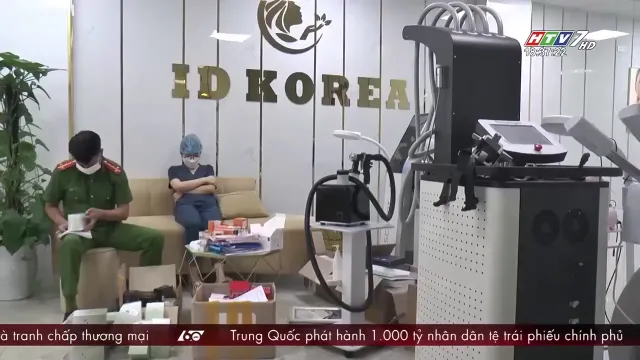 HTV7 HD
ID KOREA
à tranh chấp thương mại 60 Trung Quốc phát hành 1.000 tỷ nhân dân tệ trái phiếu chính phủ